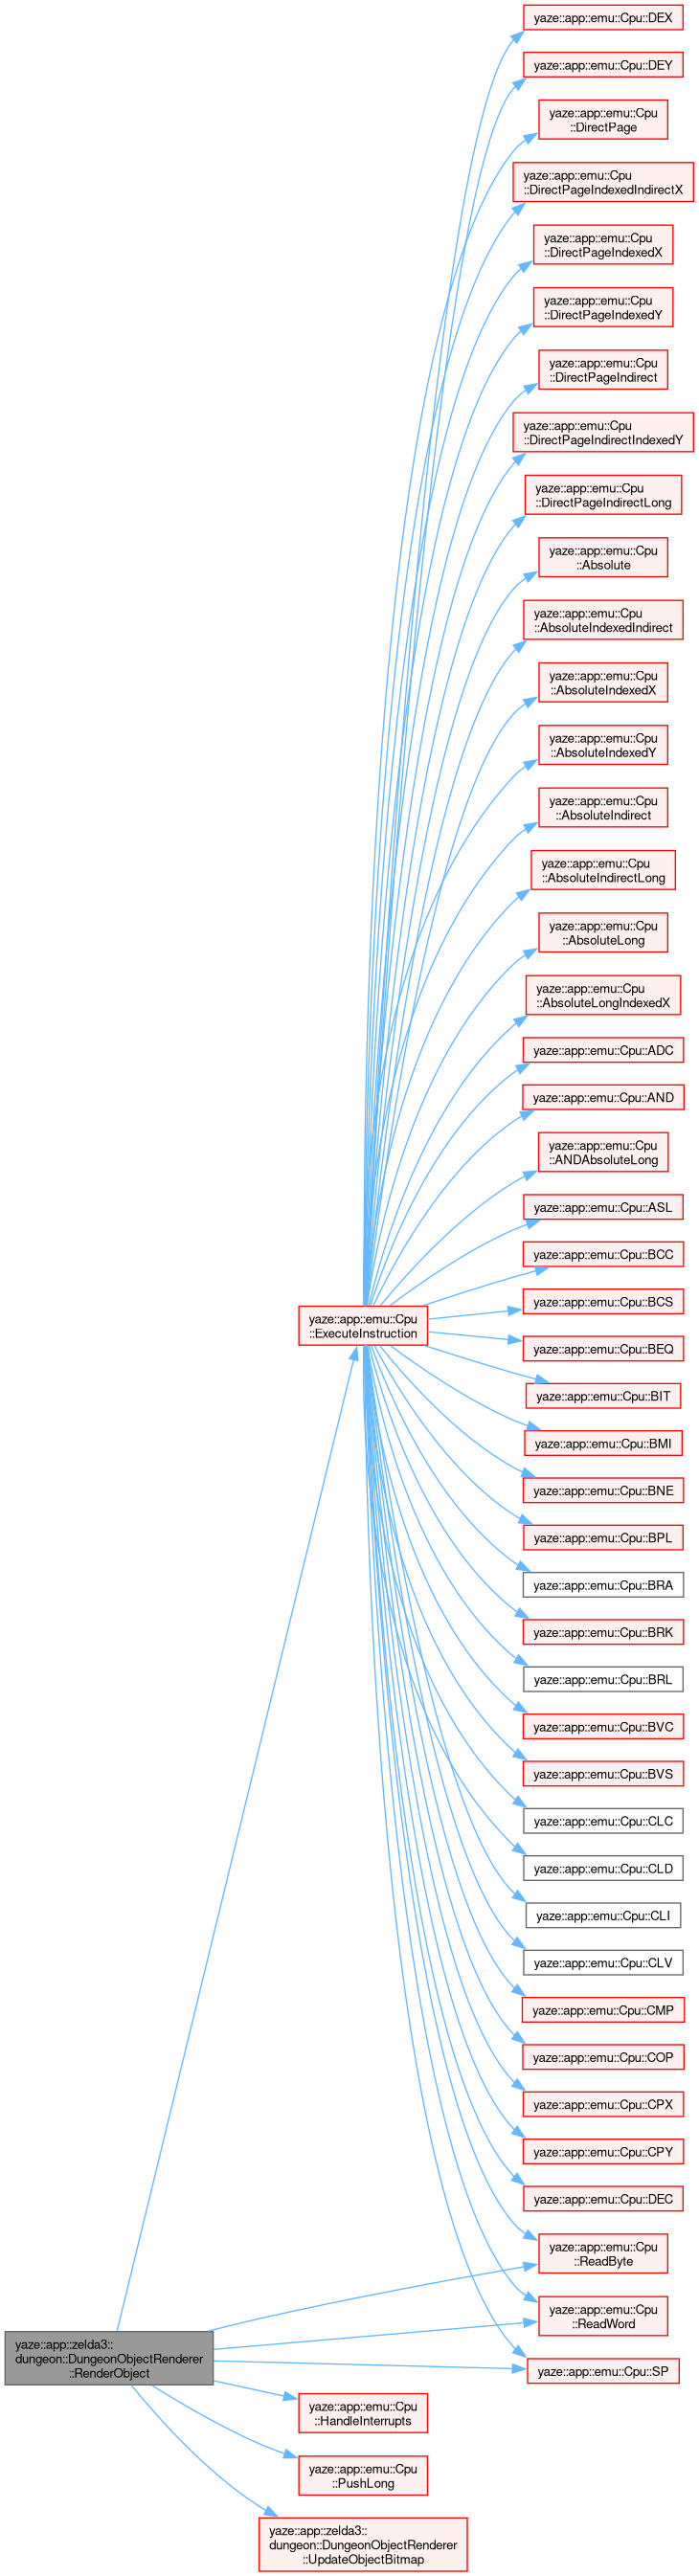 yaze::app::emu::Cpu::DEX
yaze::app::emu::Cpu::DEY
yaze::app::emu::Cpu
::DirectPage
yaze::app::emu::Cpu
::DirectPageIndexedIndirectX
yaze::app::emu::Cpu
::DirectPageIndexedX
yaze::app::emu::Cpu
::DirectPageIndexedY
yaze::app::emu::Cpu
::DirectPageIndirect
yaze::app::emu::Cpu
::DirectPageIndirectIndexedY
yaze::app::emu::Cpu
::DirectPageIndirectLong
yaze::app::emu::Cpu
::Absolute
yaze::app::emu::Cpu
::AbsoluteIndexedIndirect
yaze::app::emu::Cpu
::AbsoluteIndexedX
yaze::app::emu::Cpu
::AbsoluteIndexedY
yaze::app::emu::Cpu
::AbsoluteIndirect
yaze::app::emu::Cpu
::AbsoluteIndirectLong
yaze::app::emu::Cpu
::AbsoluteLong
yaze::app::emu::Cpu
::AbsoluteLongIndexedX
yaze::app::emu::Cpu::ADC
yaze::app::emu::Cpu::AND
yaze::app::emu::Cpu
::ANDAbsoluteLong
yaze::app::emu::Cpu::ASL
yaze::app::emu::Cpu::BCC
yaze::app::emu::Cpu::BCS
yaze::app::emu::Cpu
::ExecuteInstruction
yaze::app::emu::Cpu::BEQ
yaze::app::emu::Cpu::BIT
yaze::app::emu::Cpu::BMI
yaze::app::emu::Cpu::BNE
yaze::app::emu::Cpu::BPL
yaze::app::emu::Cpu::BRA
yaze::app::emu::Cpu::BRK
yaze::app::emu::Cpu::BRL
yaze::app::emu::Cpu::BVC
yaze::app::emu::Cpu::BVS
yaze::app::emu::Cpu::CLC
yaze::app::emu::Cpu::CLD
yaze::app::emu::Cpu::CLI
yaze::app::emu::Cpu::CLV
yaze::app::emu::Cpu::CMP
yaze::app::emu::Cpu::COP
yaze::app::emu::Cpu::CPX
yaze::app::emu::Cpu::CPY
yaze::app::emu::Cpu::DEC
yaze::app::emu::Cpu
::ReadByte
yaze::app::emu::Cpu
::ReadWord
yaze::app::zelda3::
dungeon::DungeonObjectRenderer
::RenderObject
yaze::app::emu::Cpu::SP
yaze::app::emu::Cpu
::HandleInterrupts
yaze::app::emu::Cpu
::PushLong
yaze::app::zelda3::
dungeon::DungeonObjectRenderer
::UpdateObjectBitmap